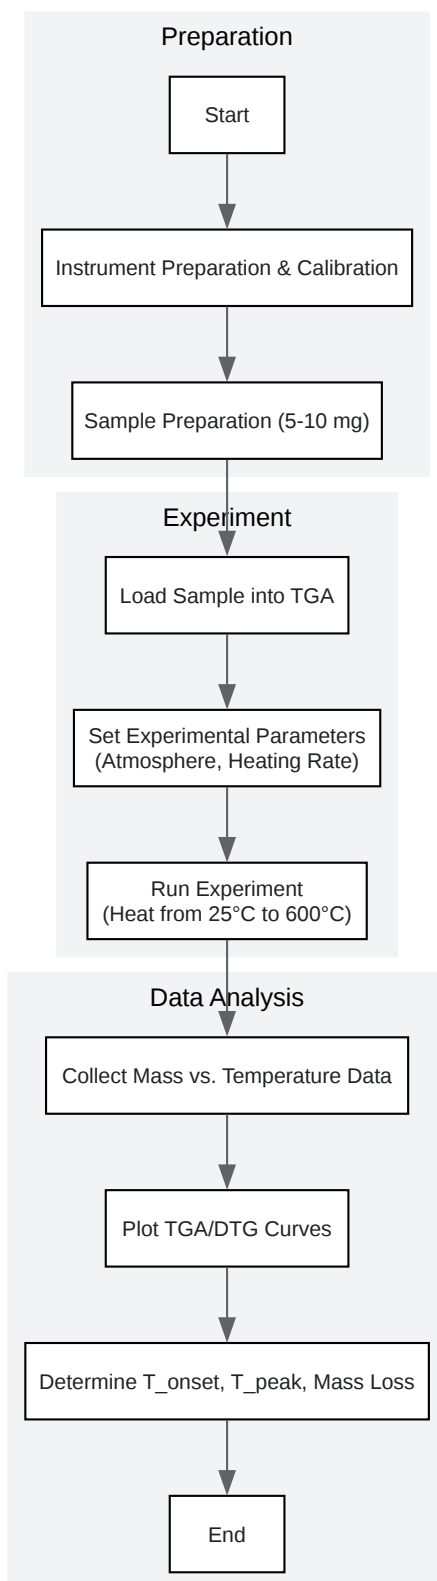 Preparation
Start
Instrument Preparation & Calibration
Sample Preparation (5-10 mg)
Experiment
Load Sample into TGA
Set Experimental Parameters
(Atmosphere, Heating Rate)
Run Experiment
(Heat from 25°C to 600°C)
Data Analysis
Collect Mass vs. Temperature Data
Plot TGA/DTG Curves
Determine T_onset, T_peak, Mass Loss
End